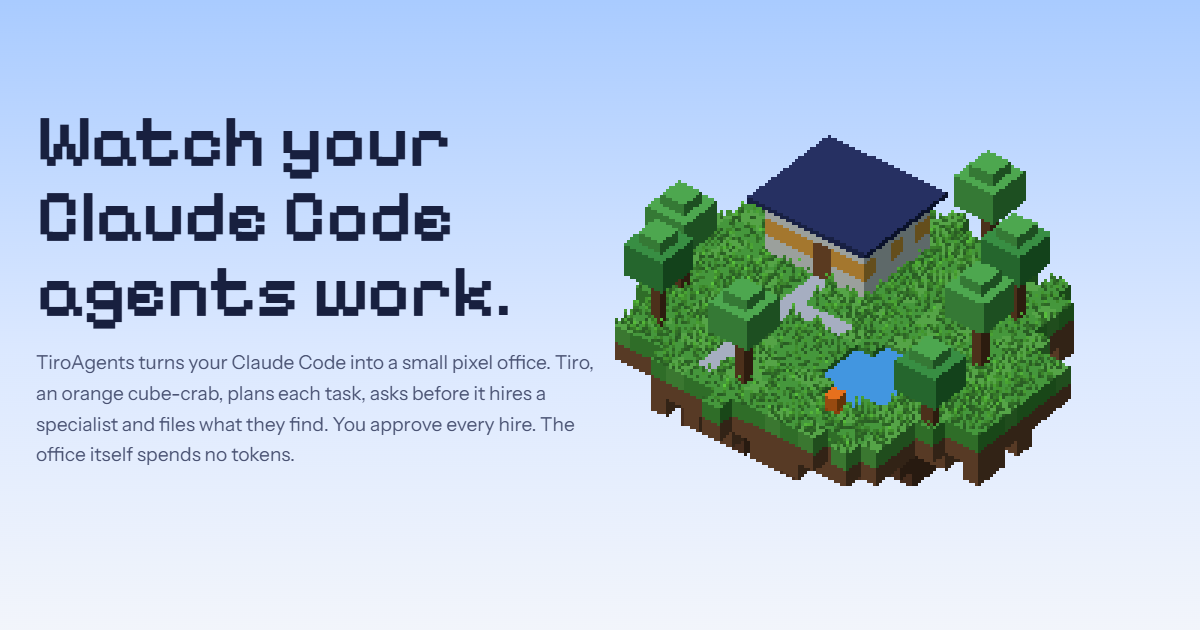 Watch your
Claude Code
agents work.
TiroAgents turns your Claude Code into a small pixel office. Tiro,
an orange cube-crab, plans each task, asks before it hires a
specialist and files what they find. You approve every hire. The
office itself spends no tokens.